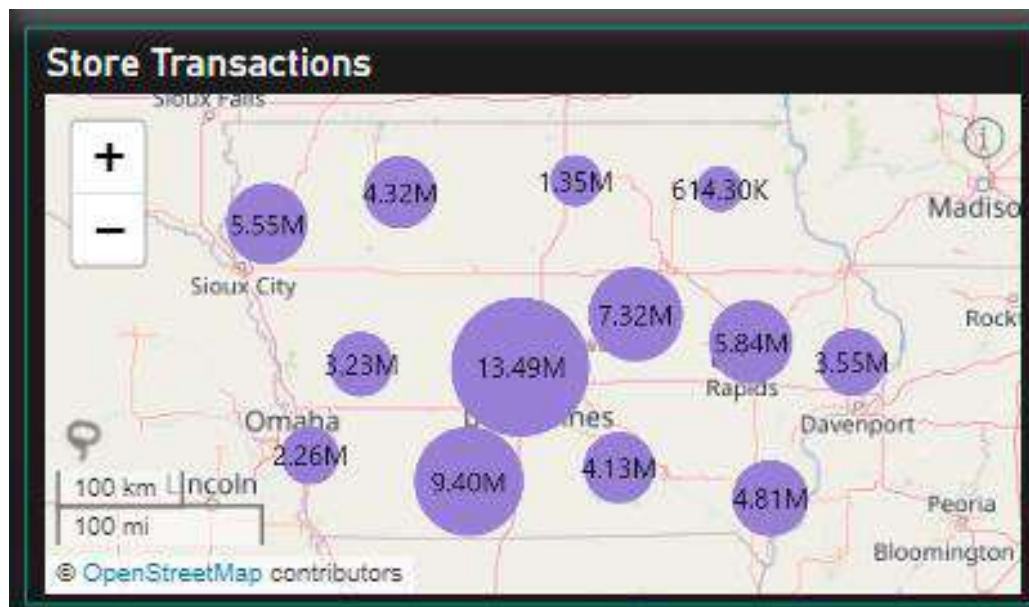 Store Transactions
Sioux Falls
+
4.32M
1.35M
614.30K
Madiso
5.55M
−
Sioux City
7.32M
Rockf
5.84M
13.49M
3.23M
3.55M
Rapids
Omaha
nes
Davenport
2.26M
4.13M
9.40M
100 km
Lincoln
4.81M
Peoria
100 mi
Bloomington
© OpenStreetMap contributors